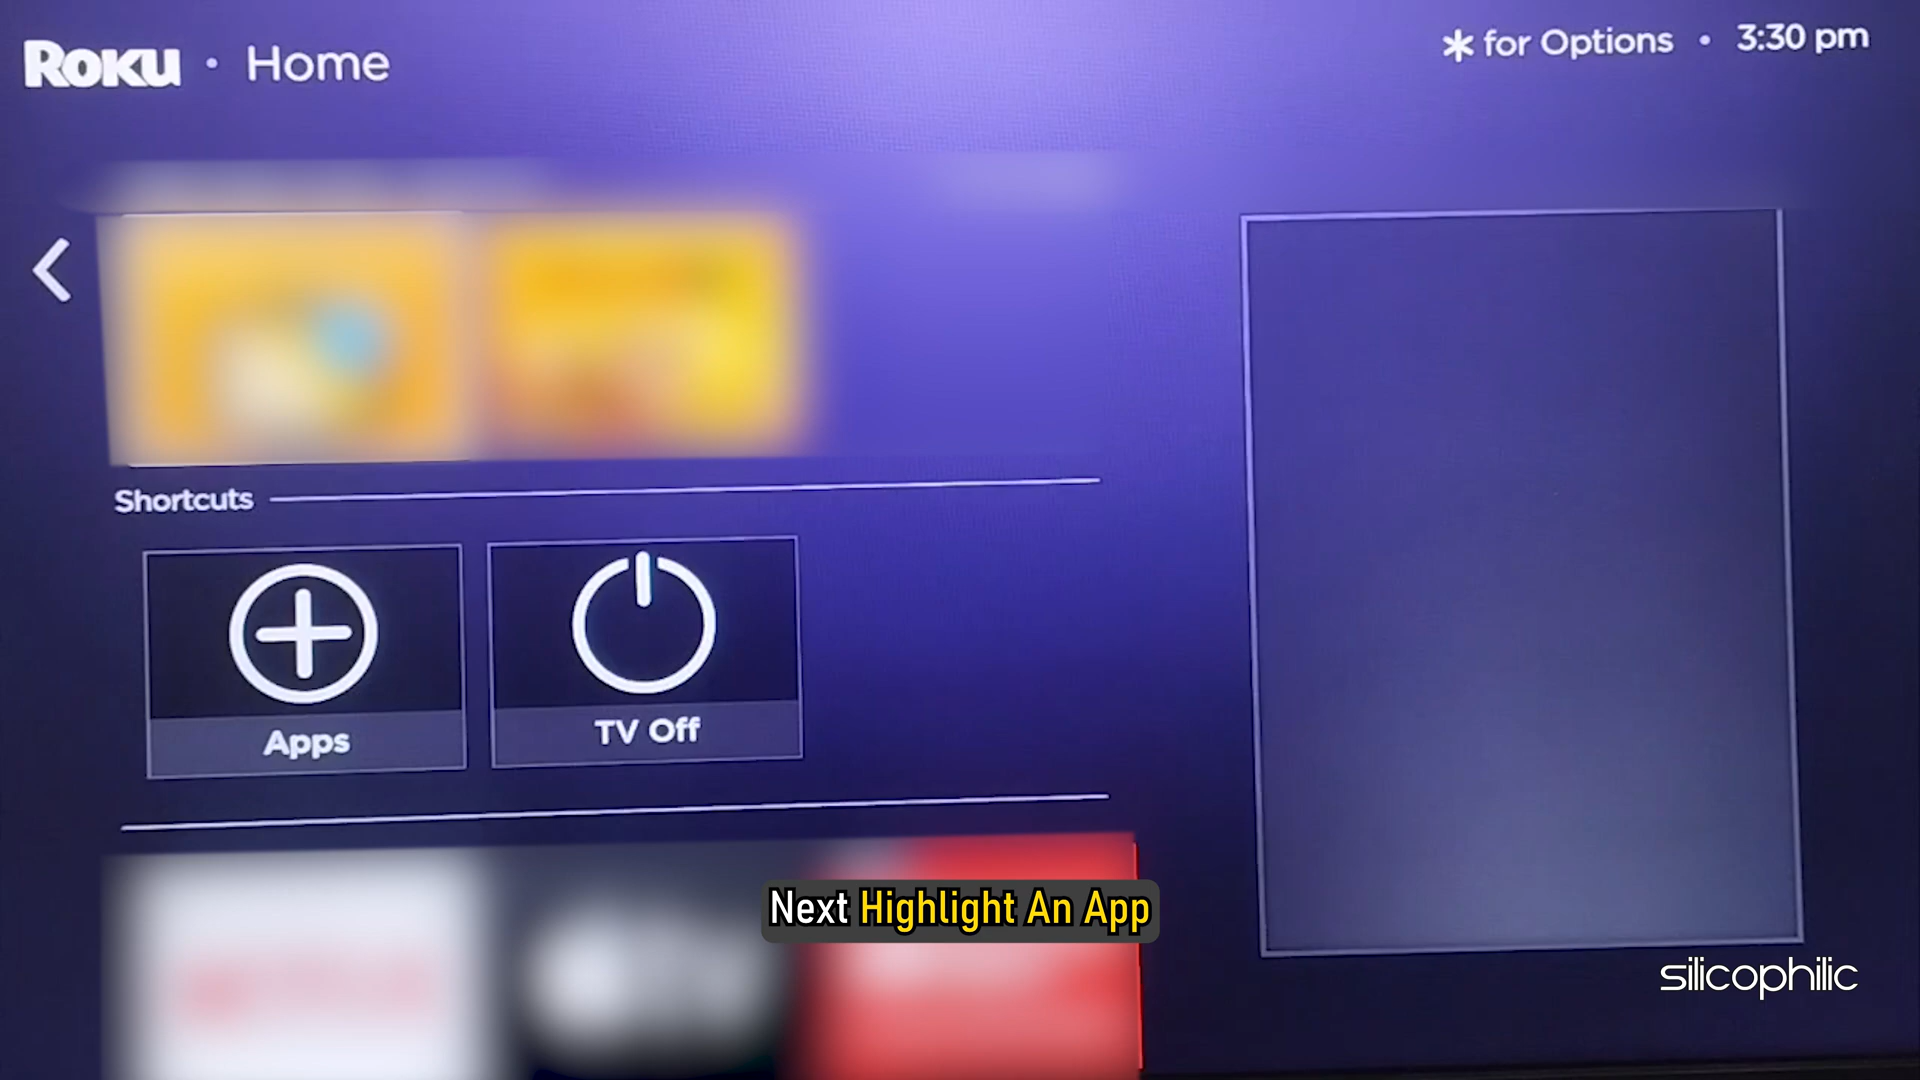 Roku • Home
* for Options • 3:30 pm
Shortcuts
Apps
TV Off
Next Highlight An App
silicophilic